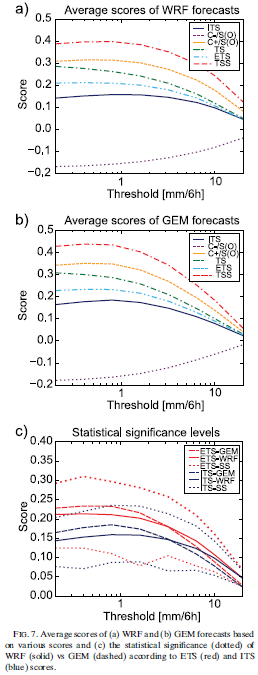 a) Average scores of WRF forecasts
0.5
0.4
0.3
0.2
0.1
0.0
−0.1
−0,2
Score
ITS
C-/S(O)
C+/S(O)
TS
ETS
TSS
1 10
Threshold [mm/6h]
b) Average scores of GEM forecasts
0.5
0.4
0.3
0.2
0.1
0.0
−0.1
−0.2
Score
ITS
C-/S(O)
C+/S(O)
TS
ETS
TSS
1 10
Threshold [mm/6h]
c) Statistical significance levels
0.40
0.35
0.30
0.25
0.20
0.15
0.10
0.05
0.00
Score
ETS-GEM
ETS-WRF
ETS-SS
ITS-GEM
ITS-WRF
ITS-SS
1 10
Threshold [mm/6h]
FIG. 7. Average scores of (a) WRF and (b) GEM forecasts based
on various scores and (c) the statistical significance (dotted) of
WRF (solid) vs GEM (dashed) according to ETS (red) and ITS
(blue) scores.